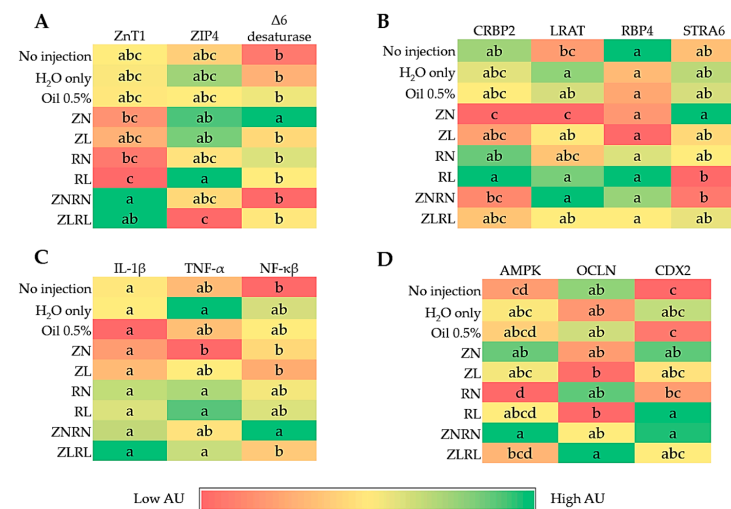 A
ZnT1 ZIP4 Δ6 desaturase
No injection abc abc b
H₂O only abc abc b
Oil 0.5% abc abc b
ZN bc ab a
ZL abc ab b
RN bc abc b
RL c a b
ZNRN a abc b
ZLRL ab c b
B
CRBP2 LRAT RBP4 STRA6
No injection ab bc a ab
H₂O only abc a a ab
Oil 0.5% abc ab a ab
ZN c c a a
ZL abc ab a ab
RN ab abc a ab
RL a a a b
ZNRN bc a a b
ZLRL abc ab a ab
C
IL-1β TNF-α NF-κβ
No injection a ab b
H₂O only a a ab
Oil 0.5% a ab ab
ZN a b b
ZL a ab b
RN a a ab
RL a a ab
ZNRN a ab a
ZLRL a a b
D
AMPK OCLN CDX2
No injection cd ab c
H₂O only abc ab abc
Oil 0.5% abcd ab c
ZN ab ab ab
ZL abc b abc
RN d ab bc
RL abcd b a
ZNRN a ab a
ZLRL bcd a abc
Low AU High AU